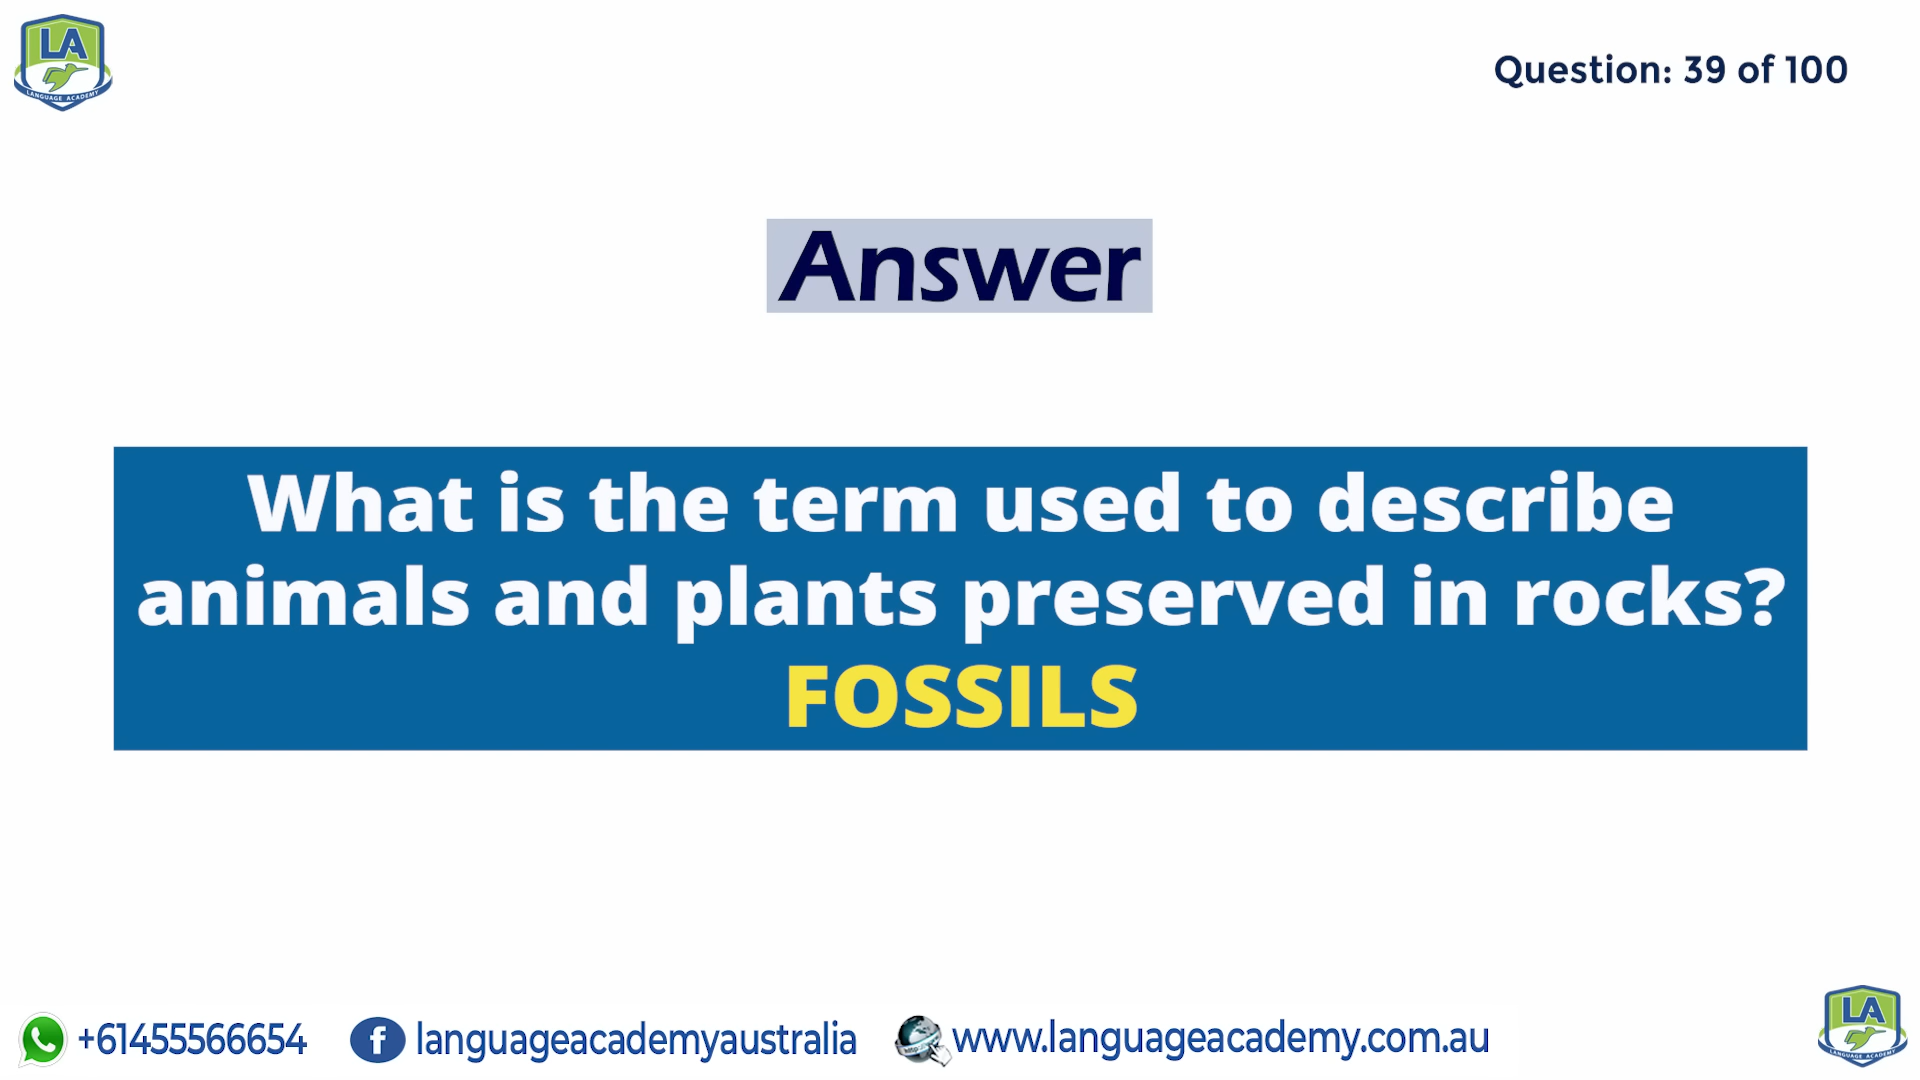 LA
LANGUAGE ACADEMY
Question: 39 of 100
Answer
What is the term used to describe
animals and plants preserved in rocks?
FOSSILS
+61455566654
f
languageacademyaustralia
http
www.languageacademy.com.au
LA
LANGUAGE ACADEMY